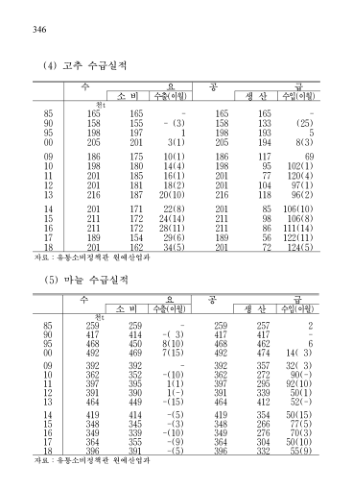 346
(4) 고추 수급실적
수 요 공 급
소 비 수출(이월) 생 산 수입(이월)
천t
85 165 165 - 165 165 -
90 158 155 - (3) 158 133 (25)
95 198 197 1 198 193 5
00 205 201 3(1) 205 194 8(3)
09 186 175 10(1) 186 117 69
10 198 180 14(4) 198 95 102(1)
11 201 185 16(1) 201 77 120(4)
12 201 181 18(2) 201 104 97(1)
13 216 187 20(10) 216 118 96(2)
14 201 171 22(8) 201 85 106(10)
15 211 172 24(14) 211 98 106(8)
16 211 172 28(11) 211 86 111(14)
17 189 154 29(6) 189 56 122(11)
18 201 162 34(5) 201 72 124(5)
자료 : 유통소비정책관 원예산업과
(5) 마늘 수급실적
수 요 공 급
소 비 수출(이월) 생 산 수입(이월)
천t
85 259 259 - 259 257 2
90 417 414 -( 3) 417 417 -
95 468 450 8(10) 468 462 6
00 492 469 7(15) 492 474 14( 3)
09 392 392 - 392 357 32( 3)
10 362 352 -(10) 362 272 90(-)
11 397 395 1(1) 397 295 92(10)
12 391 390 1(-) 391 339 50(1)
13 464 449 -(15) 464 412 52(-)
14 419 414 -(5) 419 354 50(15)
15 348 345 -(3) 348 266 77(5)
16 349 339 -(10) 349 276 70(3)
17 364 355 -(9) 364 304 50(10)
18 396 391 -(5) 396 332 55(9)
자료 : 유통소비정책관 원예산업과